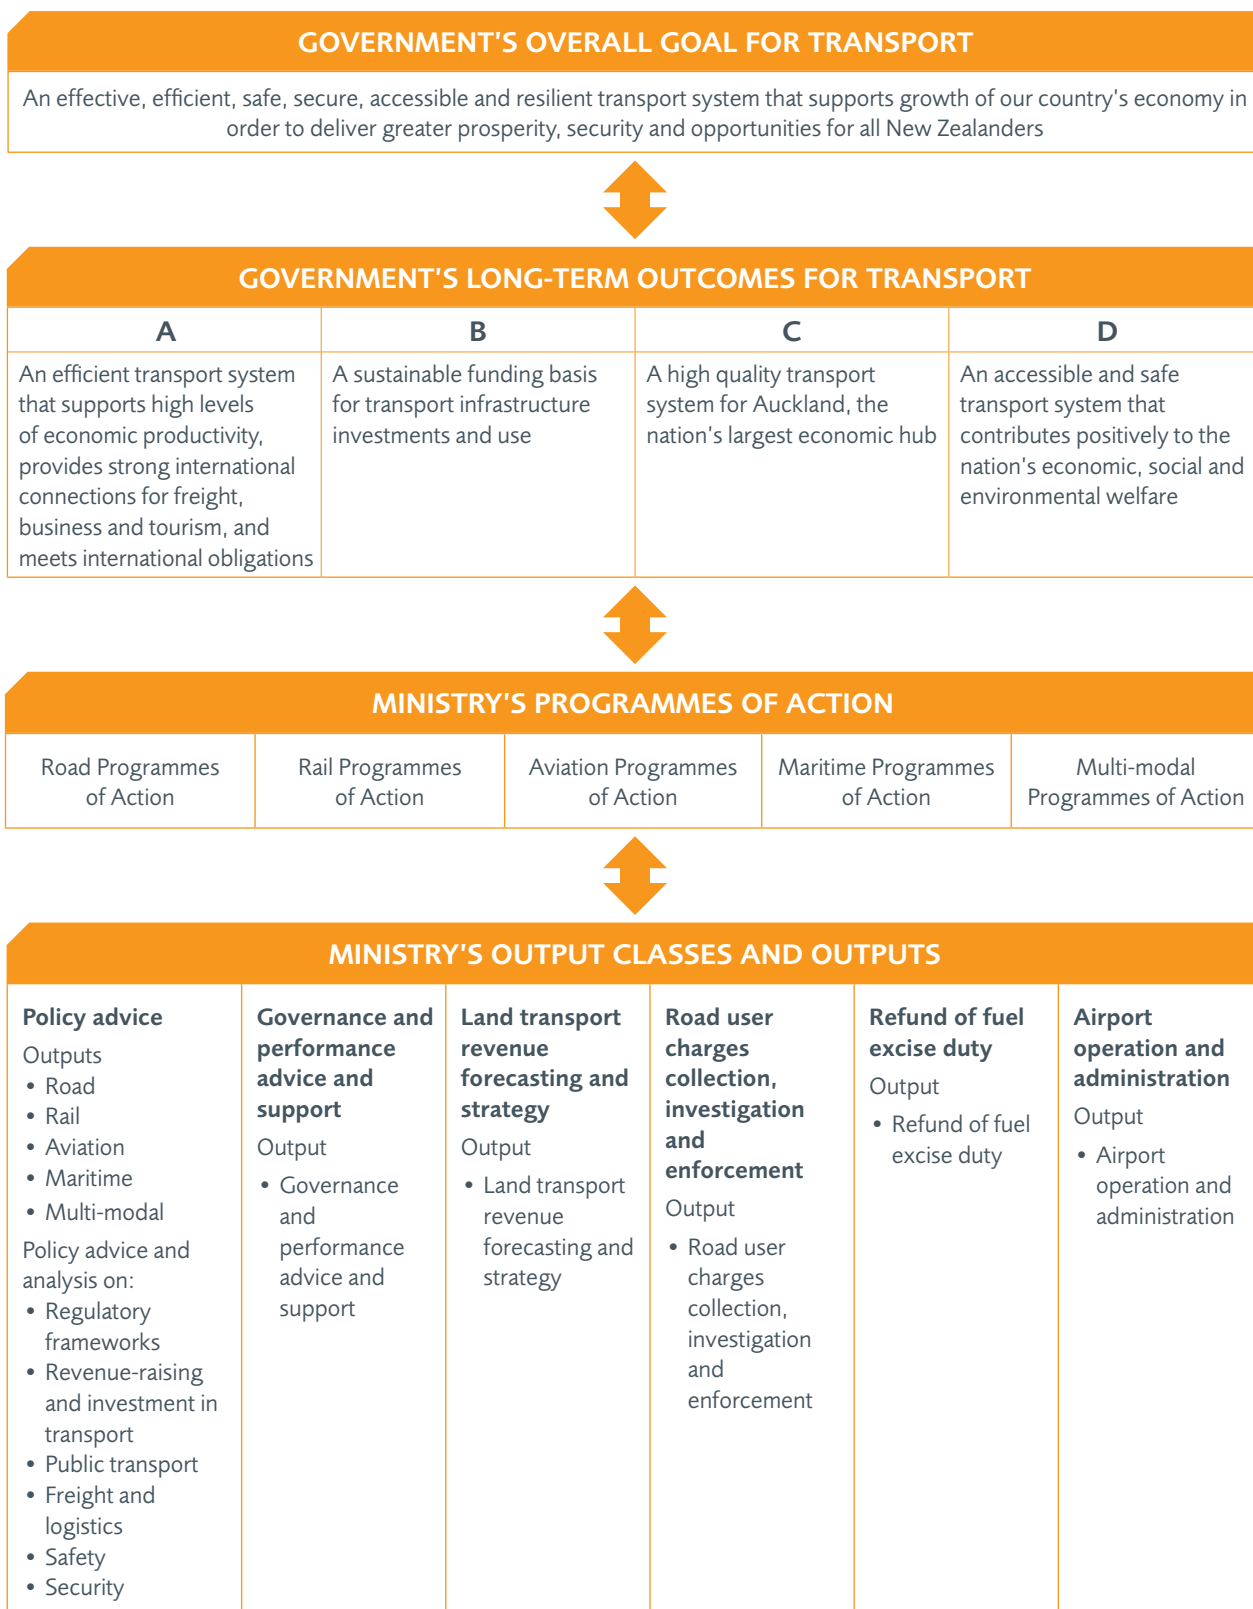 GOVERNMENT'S OVERALL GOAL FOR TRANSPORT
An effective, efficient, safe, secure, accessible and resilient transport system that supports growth of our country's economy in
order to deliver greater prosperity, security and opportunities for all New Zealanders
GOVERNMENT'S LONG-TERM OUTCOMES FOR TRANSPORT
A
An efficient transport system
that supports high levels
of economic productivity,
provides strong international
connections for freight,
business and tourism, and
meets international obligations
B
A sustainable funding basis
for transport infrastructure
investments and use
C
A high quality transport
system for Auckland, the
nation's largest economic hub
D
An accessible and safe
transport system that
contributes positively to the
nation's economic, social and
environmental welfare
MINISTRY'S PROGRAMMES OF ACTION
Road Programmes
of Action
Rail Programmes
of Action
Aviation Programmes
of Action
Maritime Programmes
of Action
Multi-modal
Programmes of Action
MINISTRY'S OUTPUT CLASSES AND OUTPUTS
Policy advice
Outputs
• Road
• Rail
• Aviation
• Maritime
• Multi-modal
Policy advice and
analysis on:
• Regulatory
frameworks
• Revenue-raising
and investment in
transport
• Public transport
• Freight and
logistics
• Safety
• Security
Governance and
performance
advice and
support
Output
• Governance
and
performance
advice and
support
Land transport
revenue
forecasting and
strategy
Output
• Land transport
revenue
forecasting and
strategy
Road user
charges
collection,
investigation
and
enforcement
Output
• Road user
charges
collection,
investigation
and
enforcement
Refund of fuel
excise duty
Output
• Refund of fuel
excise duty
Airport
operation and
administration
Output
• Airport
operation and
administration